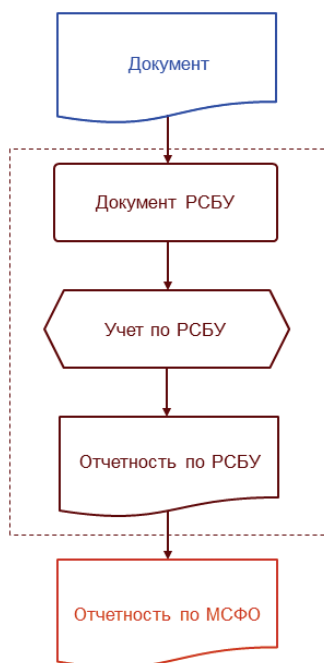 Документ
Документ РСБУ
Учет по РСБУ
Отчетность по РСБУ
Отчетность по МСФО